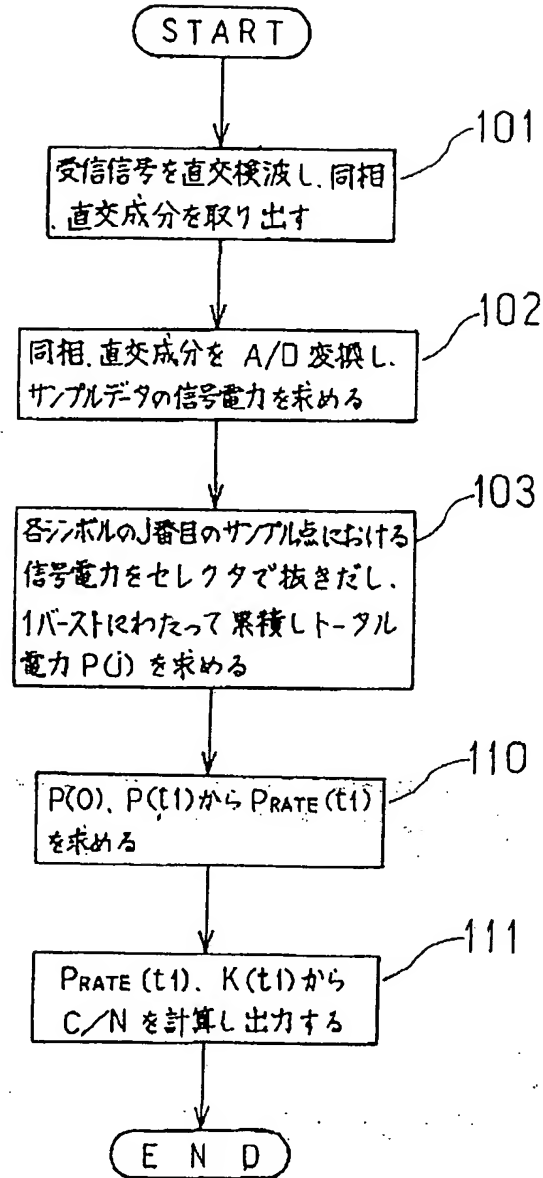 START
101
受信信号を直交検波し、同相
、直交成分を取り出す
102
同相、直交成分を A/D 変換し、
サンプルデータの信号電力を求める
103
各シンボルのj番目のサンプル点における
信号電力をセレクタで抜きだし、
1バーストにわたって累積しトータル
電力 P(j) を求める
110
P(0)、P(t1)から PRATE(t1)
を求める
111
PRATE(t1)、K(t1)から
C/N を計算し出力する
END